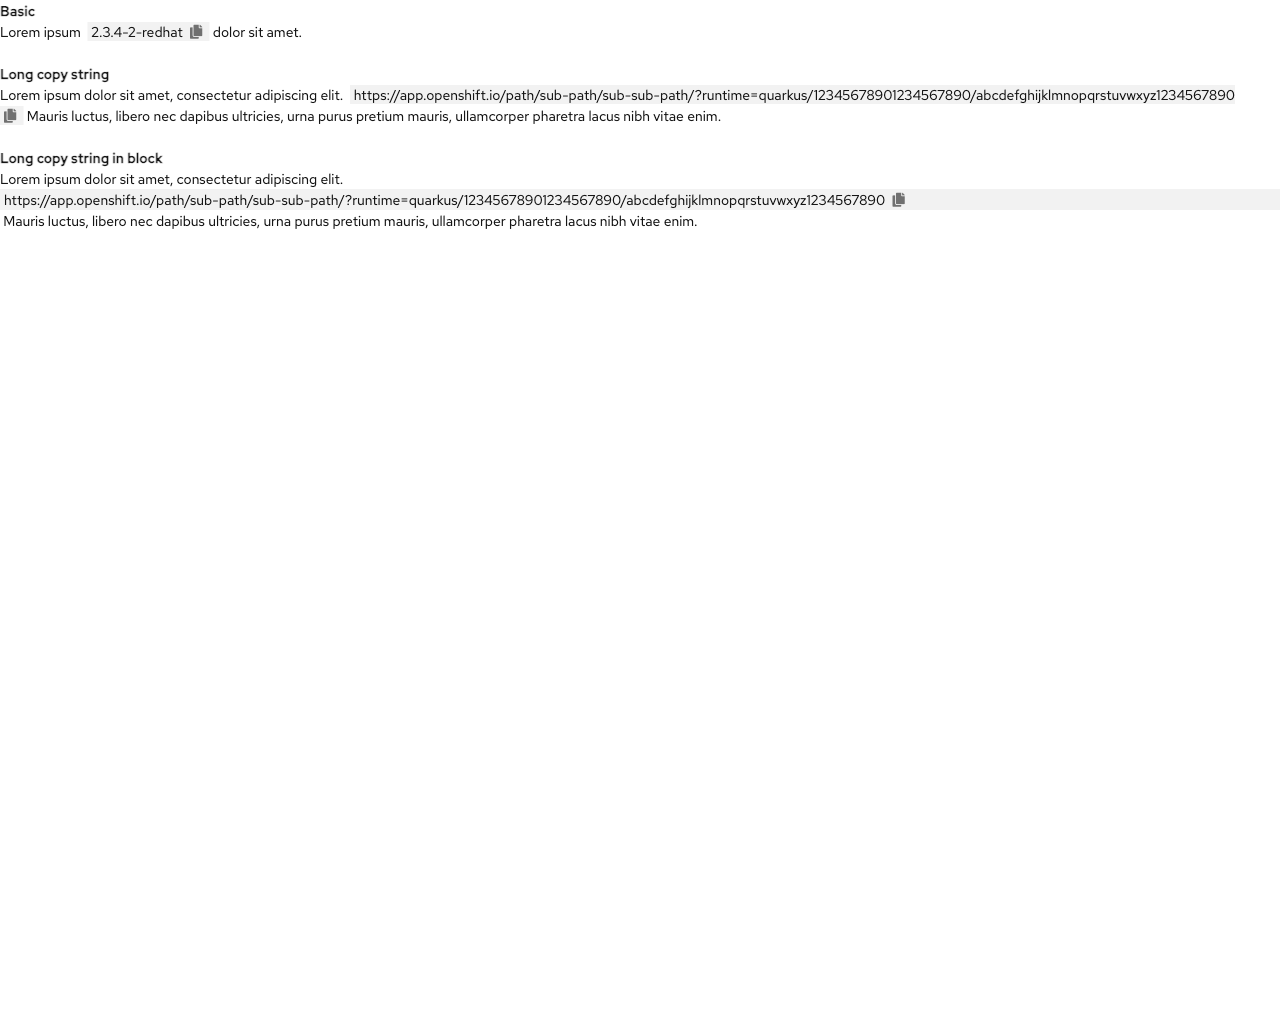 Basic
Lorem ipsum 2.3.4-2-redhat dolor sit amet.
Long copy string
Lorem ipsum dolor sit amet, consectetur adipiscing elit. https://app.openshift.io/path/sub-path/sub-sub-path/?runtime=quarkus/12345678901234567890/abcdefghijklmnopqrstuvwxyz1234567890
Mauris luctus, libero nec dapibus ultricies, urna purus pretium mauris, ullamcorper pharetra lacus nibh vitae enim.
Long copy string in block
Lorem ipsum dolor sit amet, consectetur adipiscing elit.
https://app.openshift.io/path/sub-path/sub-sub-path/?runtime=quarkus/12345678901234567890/abcdefghijklmnopqrstuvwxyz1234567890
Mauris luctus, libero nec dapibus ultricies, urna purus pretium mauris, ullamcorper pharetra lacus nibh vitae enim.